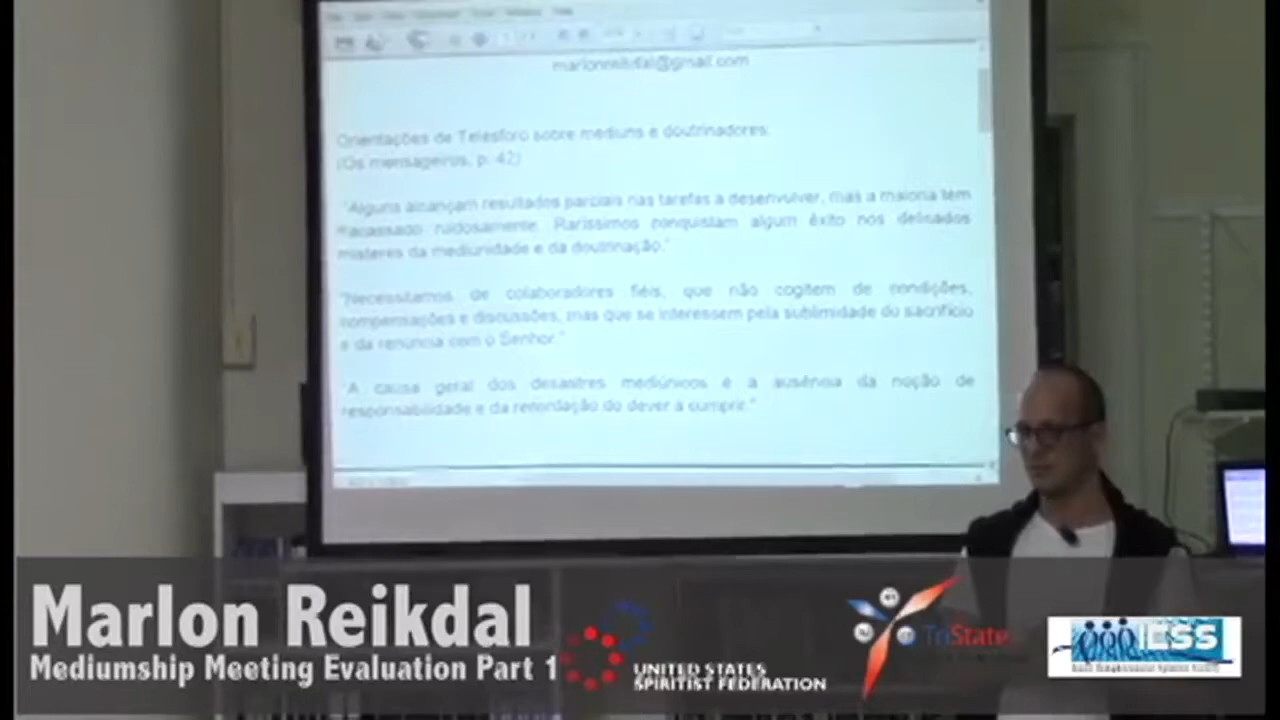 marlonreikdal@gmail.com
Orientações de Telésforo sobre médiuns e doutrinadores:
(Os mensageiros, p. 42)
"Alguns alcançam resultados parciais nas tarefas a desenvolver, mas a maioria tem
fracassado ruidosamente. Raríssimos conquistam algum êxito nos delicados
misteres da mediunidade e da doutrinação."
"Necessitamos de colaboradores fiéis, que não cogitem de condições,
compensações e discussões, mas que se interessem pela sublimidade do sacrifício
e da renúncia com o Senhor."
"A causa geral dos desastres mediúnicos é a ausência da noção de
responsabilidade e da recordação do dever a cumprir."
Marlon Reikdal
Mediumship Meeting Evaluation Part 1
UNITED STATES
SPIRITIST FEDERATION
TriState
ESS